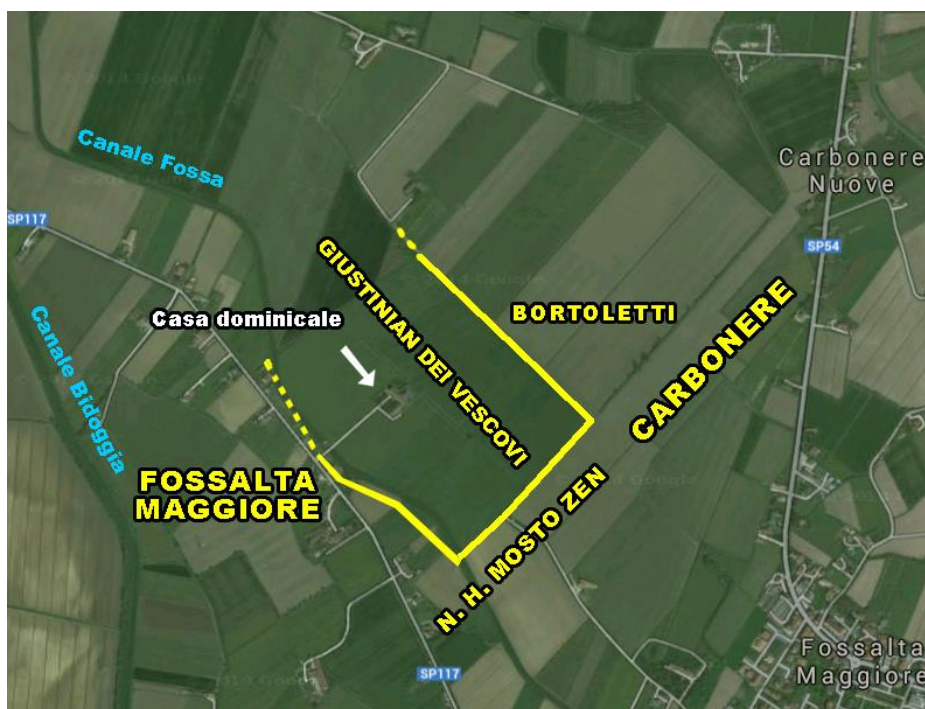 Canale Fossa
Carbonere
Nuove
SP117
SP54
GIUSTINIAN DEI VESCOVI
BORTOLETTI
Casa dominicale
CARBONERE
Canale Bidoggia
FOSSALTA
MAGGIORE
N. H. MOSTO ZEN
Fossalta
Maggiore
SP117